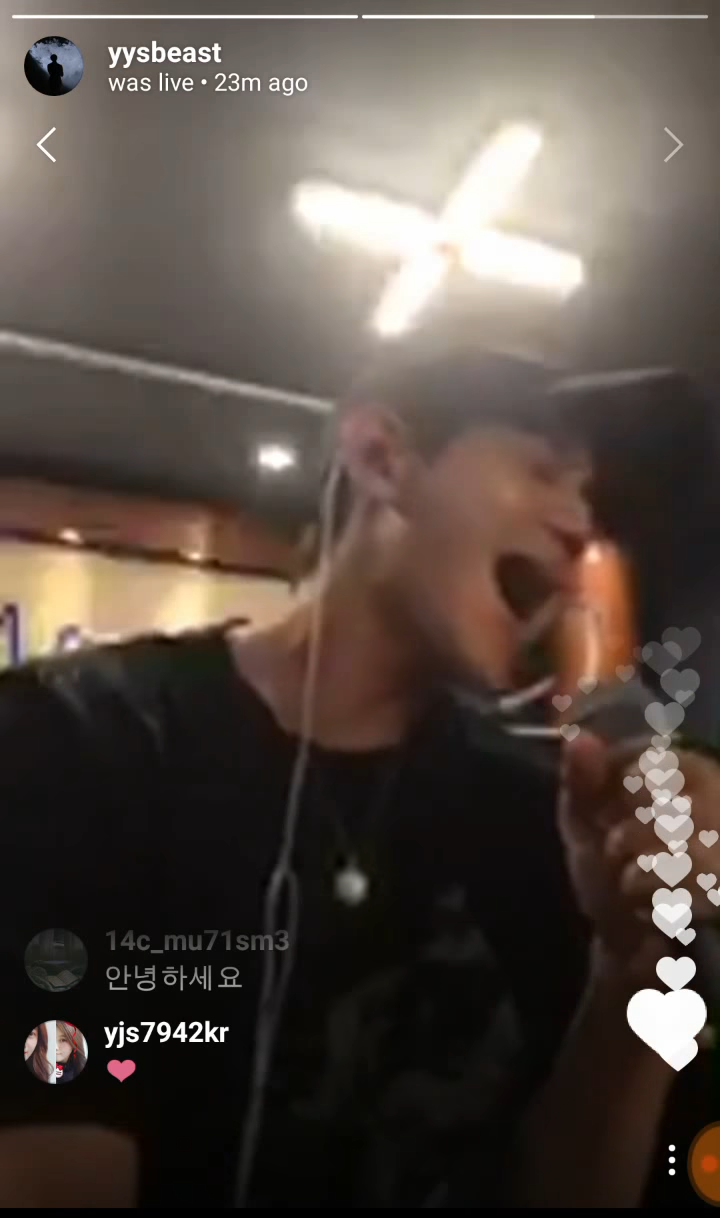 yysbeast
was live • 23m ago
14c_mu71sm3
안녕하세요
yjs7942kr
❤